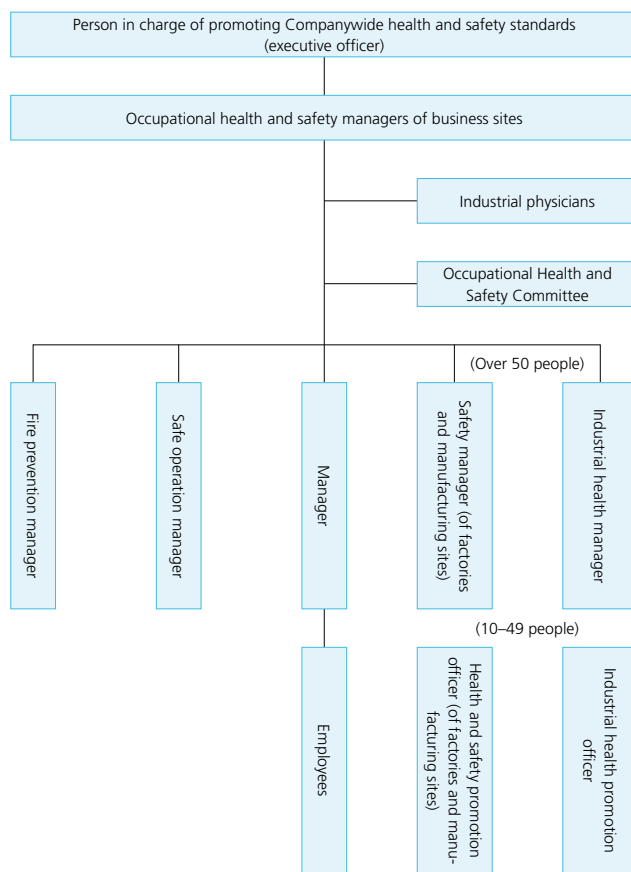 Person in charge of promoting Companywide health and safety standards
(executive officer)
Occupational health and safety managers of business sites
Industrial physicians
Occupational Health and
Safety Committee
(Over 50 people)
Fire prevention manager
Safe operation manager
Manager
Safety manager (of factories
and manufacturing sites)
Industrial health manager
(10–49 people)
Employees
Health and safety promotion
officer (of factories and manu-
facturing sites)
Industrial health promotion
officer